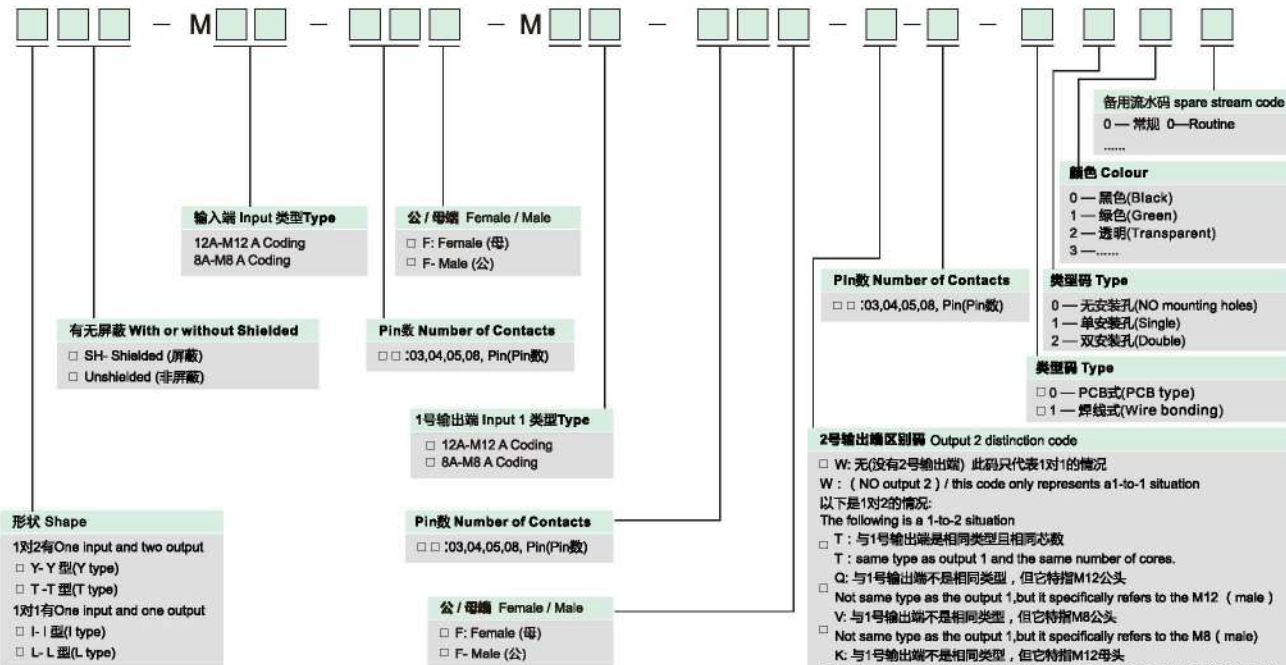 — M — — M — — — —
备用流水码 spare stream code
0 — 常规 0—Routine
......
颜色 Colour
0 — 黑色(Black)
1 — 绿色(Green)
2 — 透明(Transparent)
3 —......
输入端 Input 类型Type
12A-M12 A Coding
8A-M8 A Coding
公 / 母端 Female / Male
□ F: Female (母)
□ F- Male (公)
Pin数 Number of Contacts
□ □ :03,04,05,08, Pin(Pin数)
类型码 Type
0 — 无安装孔(NO mounting holes)
1 — 单安装孔(Single)
2 — 双安装孔(Double)
有无屏蔽 With or without Shielded
□ SH- Shielded (屏蔽)
□ Unshielded (非屏蔽)
Pin数 Number of Contacts
□ □ :03,04,05,08, Pin(Pin数)
类型码 Type
□ 0 — PCB式(PCB type)
□ 1 — 焊线式(Wire bonding)
1号输出端 Input 1 类型Type
□ 12A-M12 A Coding
□ 8A-M8 A Coding
2号输出端区别码 Output 2 distinction code
□ W: 无(没有2号输出端) 此码只代表1对1的情况
W : ( NO output 2 ) / this code only represents a1-to-1 situation
以下是1对2的情况:
The following is a 1-to-2 situation
□ T : 与1号输出端是相同类型且相同芯数
T : same type as output 1 and the same number of cores.
Q: 与1号输出端不是相同类型 , 但它特指M12公头
□ Not same type as the output 1,but it specifically refers to the M12 ( male )
V: 与1号输出端不是相同类型 , 但它特指M8公头
□ Not same type as the output 1,but it specifically refers to the M8 ( male)
K: 与1号输出端不是相同类型 , 但它特指M12母头
形状 Shape
1对2有One input and two output
□ Y- Y 型(Y type)
□ T -T 型(T type)
1对1有One input and one output
□ I- I 型(I type)
□ L- L 型(L type)
Pin数 Number of Contacts
□ □ :03,04,05,08, Pin(Pin数)
公 / 母端 Female / Male
□ F: Female (母)
□ F- Male (公)